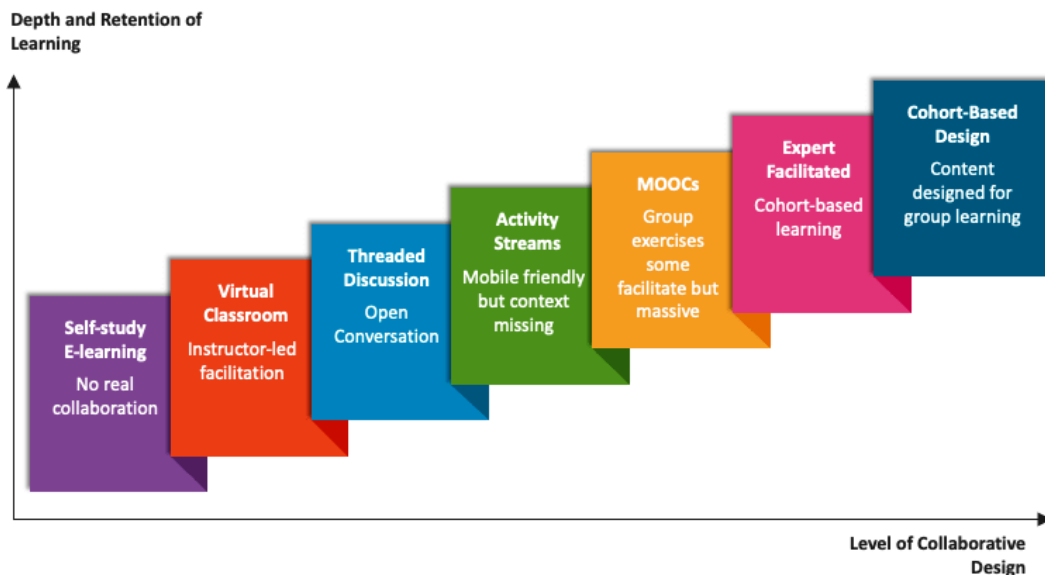 Depth and Retention of
Learning
Self-study
E-learning
No real
collaboration
Virtual
Classroom
Instructor-led
facilitation
Threaded
Discussion
Open
Conversation
Activity
Streams
Mobile friendly
but context
missing
MOOCs
Group
exercises
some
facilitate but
massive
Expert
Facilitated
Cohort-based
learning
Cohort-Based
Design
Content
designed for
group learning
Level of Collaborative
Design